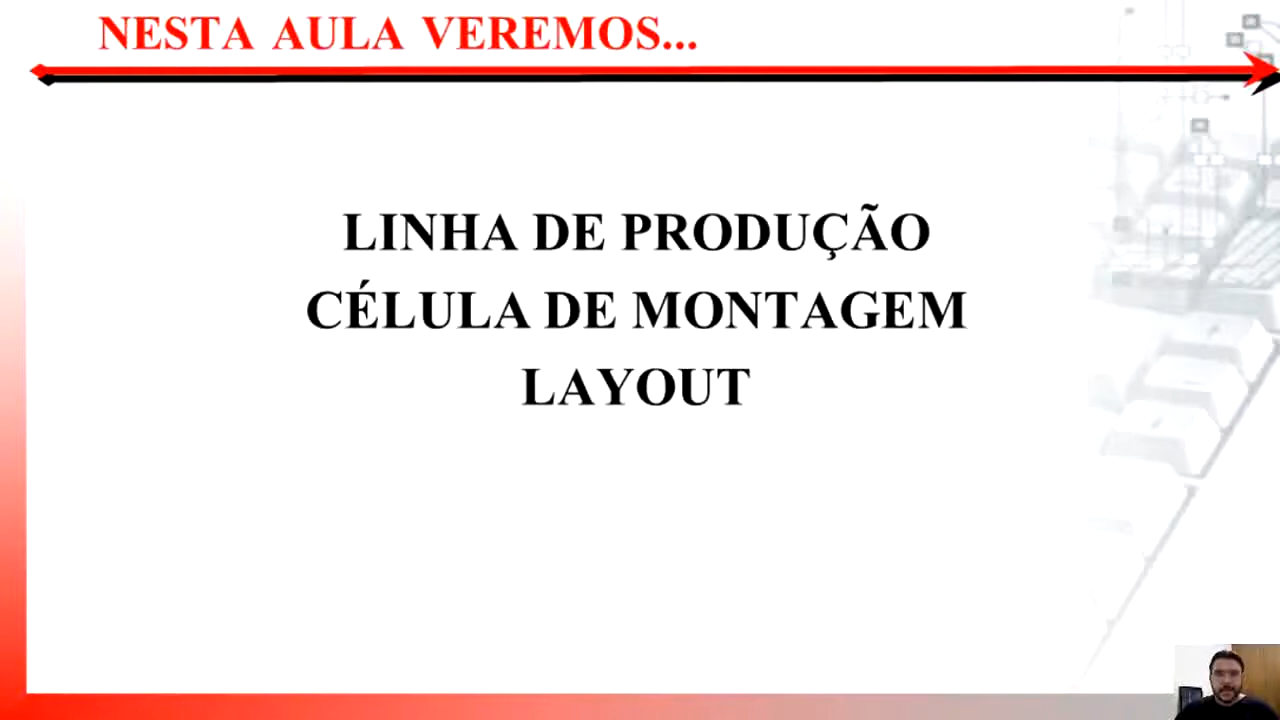 NESTA AULA VEREMOS...
LINHA DE PRODUÇÃO
CÉLULA DE MONTAGEM
LAYOUT